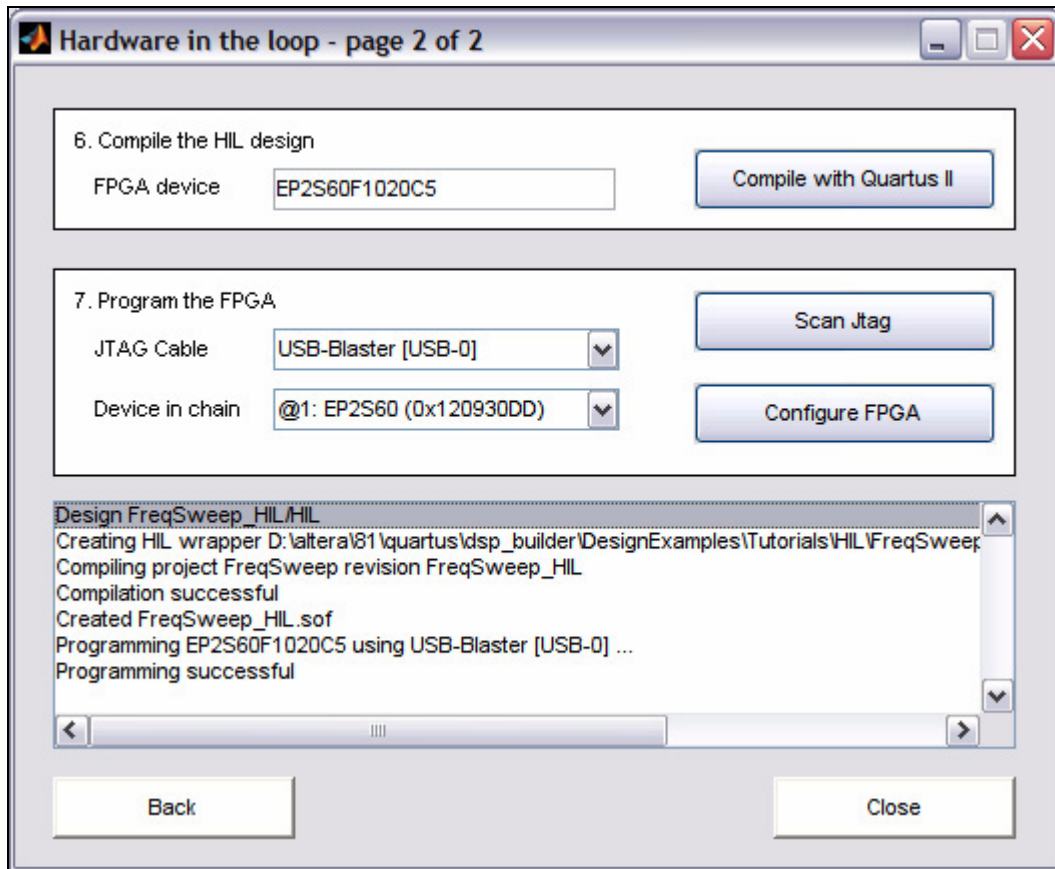 Hardware in the loop - page 2 of 2
6. Compile the HIL design
FPGA device
EP2S60F1020C5
Compile with Quartus II
7. Program the FPGA
Scan Jtag
JTAG Cable
USB-Blaster [USB-0]
Device in chain
@1: EP2S60 (0x120930DD)
Configure FPGA
Design FreqSweep_HIL/HIL
Creating HIL wrapper D:\altera\81\quartus\dsp_builder\DesignExamples\Tutorials\HIL\FreqSweep
Compiling project FreqSweep revision FreqSweep_HIL
Compilation successful
Created FreqSweep_HIL.sof
Programming EP2S60F1020C5 using USB-Blaster [USB-0] ...
Programming successful
Back
Close